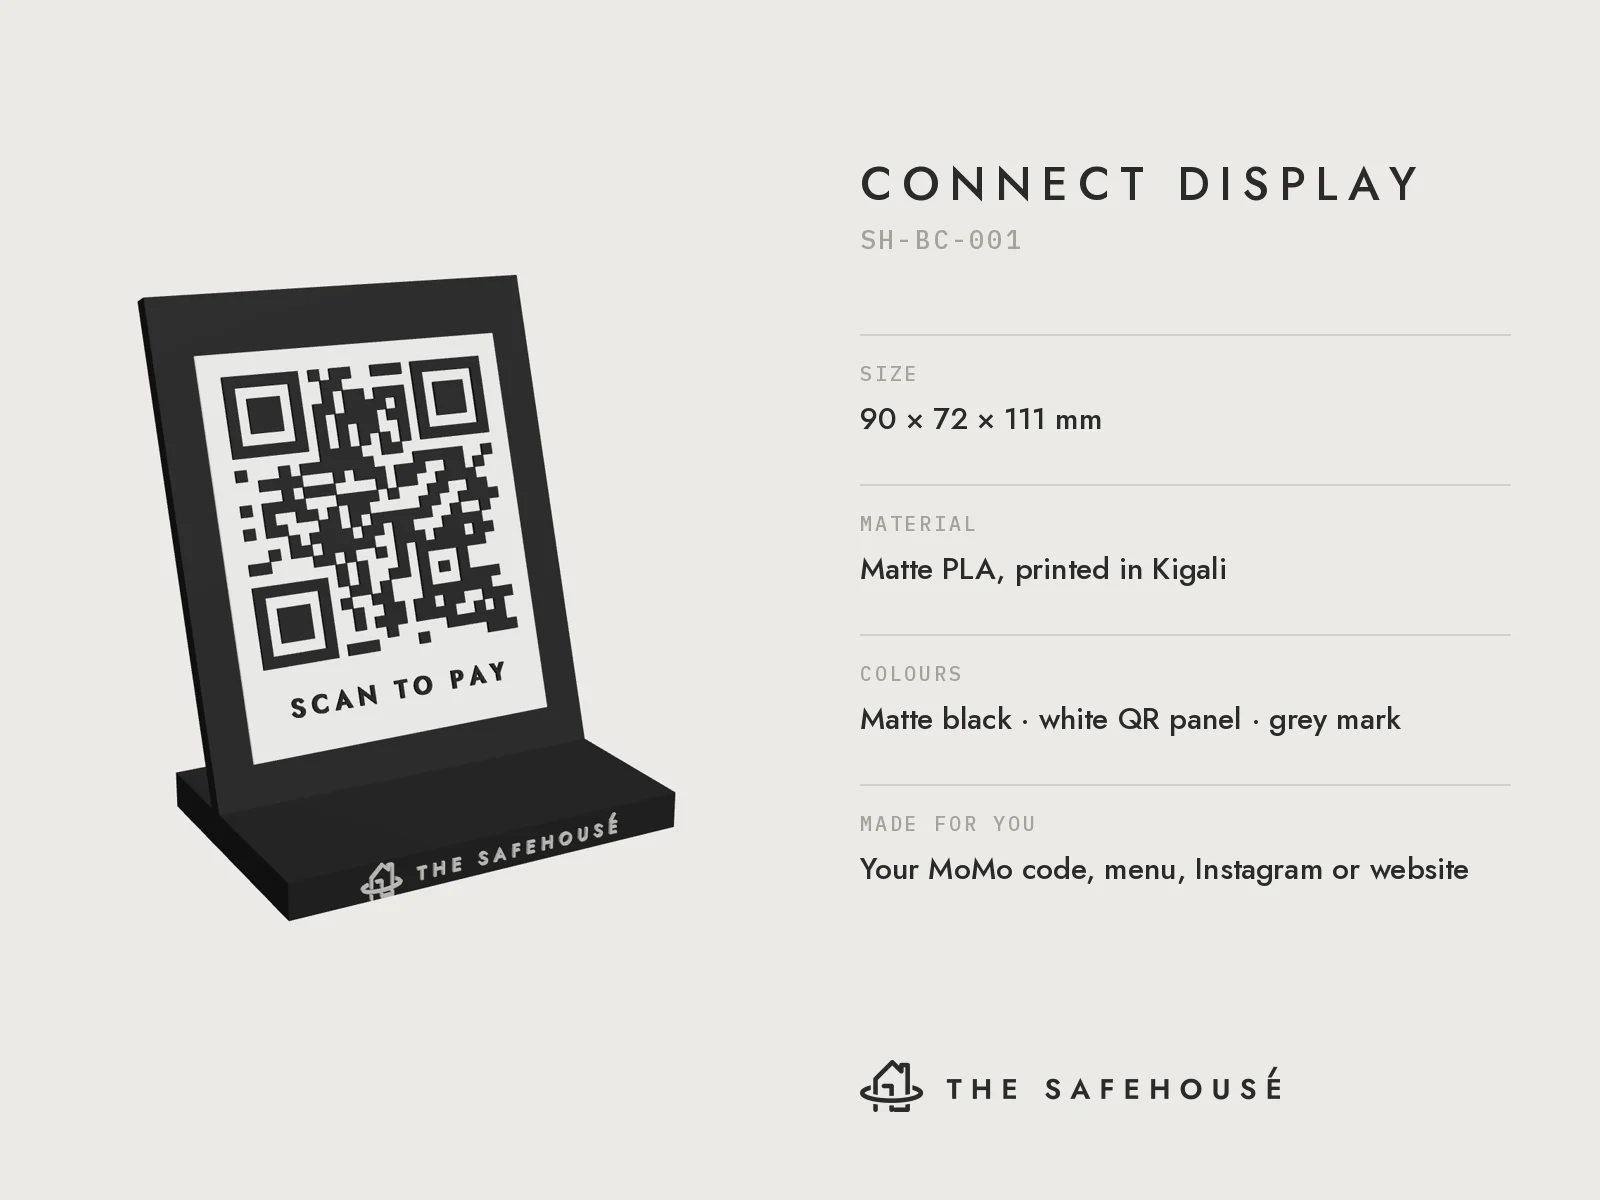 CONNECT DISPLAY
SH-BC-001
SIZE
90 × 72 × 111 mm
MATERIAL
Matte PLA, printed in Kigali
COLOURS
Matte black · white QR panel · grey mark
MADE FOR YOU
Your MoMo code, menu, Instagram or website
THE SAFEHOUSÉ
SCAN TO PAY
THE SAFEHOUSÉ